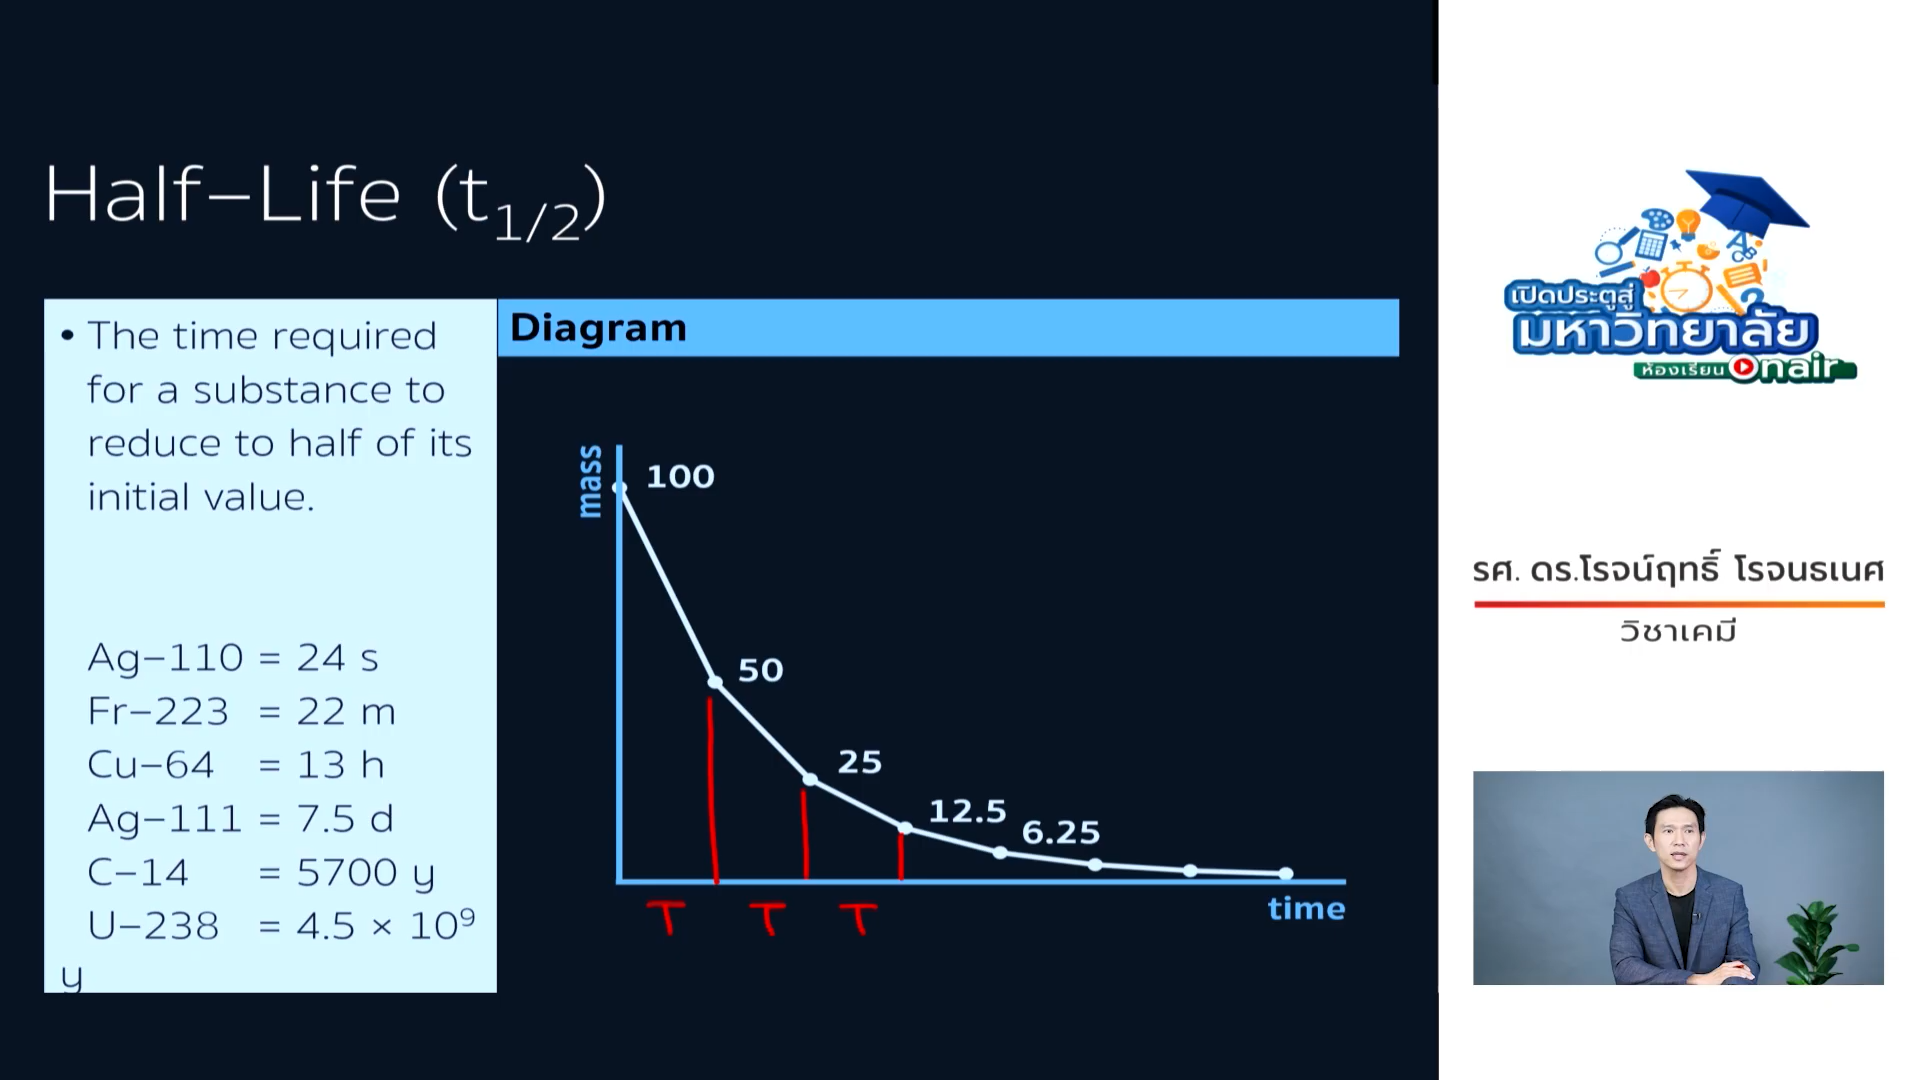 Half–Life (t1/2)
• The time required
for a substance to
reduce to half of its
initial value.
Ag–110 = 24 s
Fr–223 = 22 m
Cu–64 = 13 h
Ag–111 = 7.5 d
C–14 = 5700 y
U–238 = 4.5 × 10⁹
y
Diagram
mass
100
50
25
12.5
6.25
time
T T T
เปิดประตูสู่
มหาวิทยาลัย
ห้องเรียน Onair
รศ. ดร.โรจน์ฤทธิ์ โรจนธเนศ
วิชาเคมี